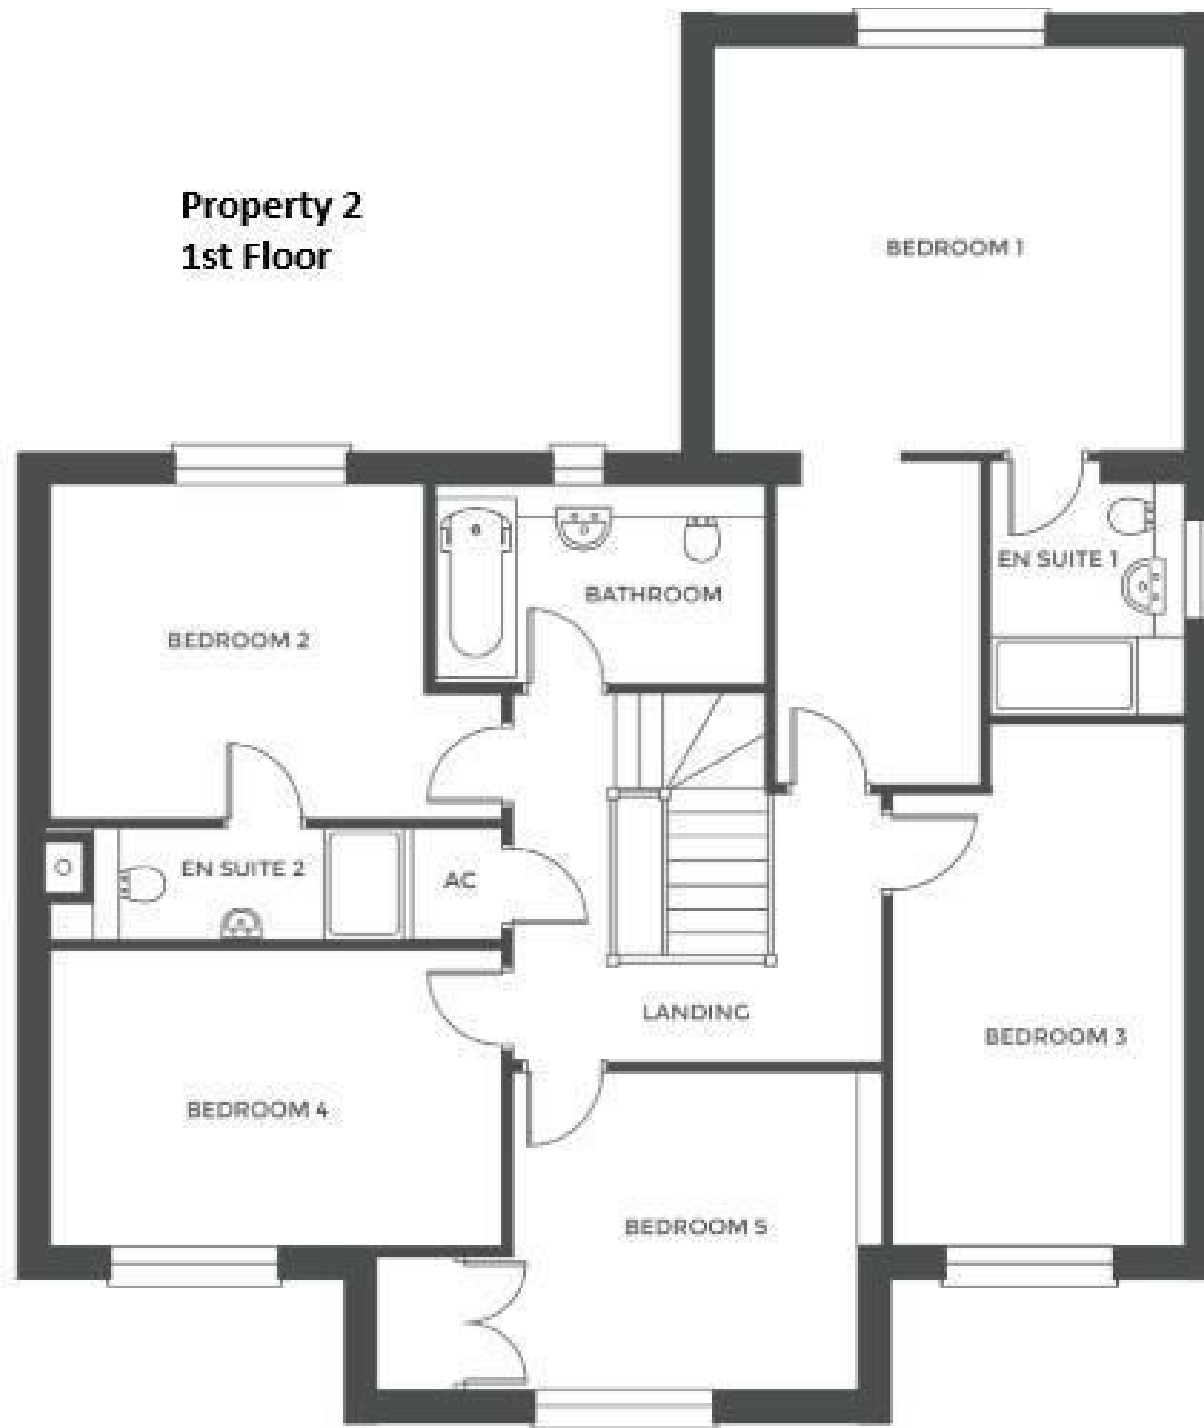 Property 2
1st Floor
BEDROOM 1
EN SUITE 1
BATHROOM
BEDROOM 2
EN SUITE 2
AC
LANDING
BEDROOM 3
BEDROOM 4
BEDROOM 5